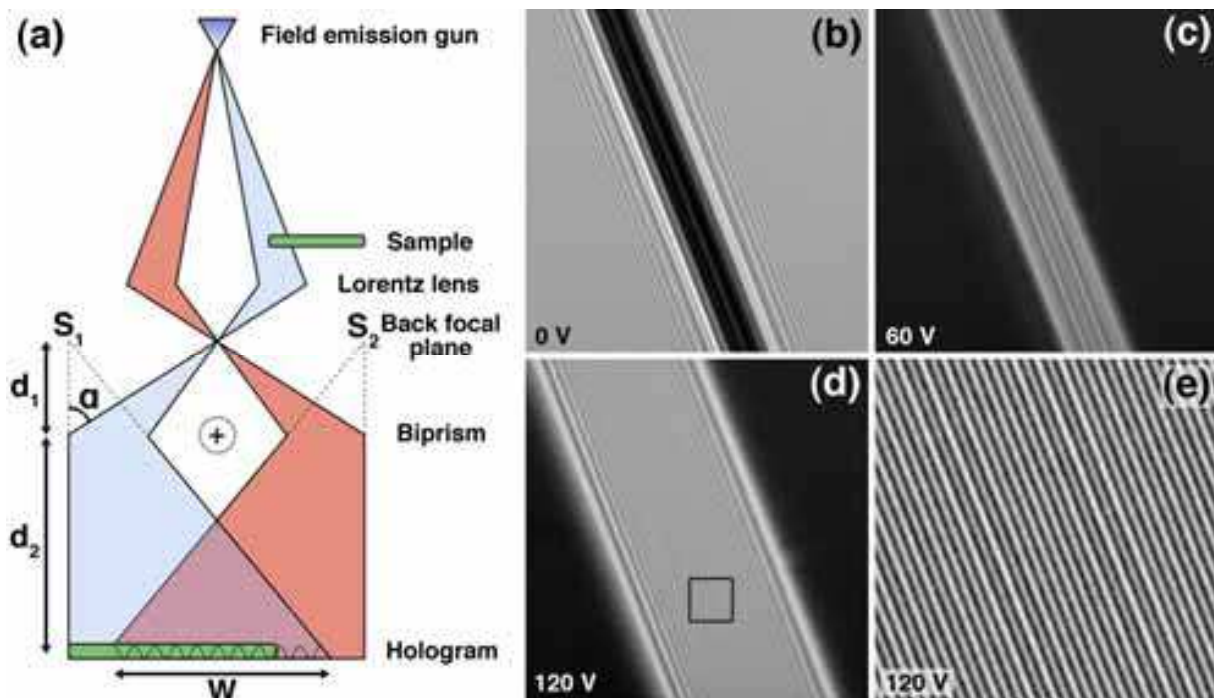 (a)
Field emission gun
Sample
Lorentz lens
S1
S2
Back focal
plane
d1
α
+
Biprism
d2
Hologram
W
(b)
0 V
(c)
60 V
(d)
120 V
(e)
120 V